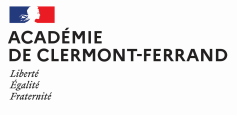 ACADÉMIE
DE CLERMONT-FERRAND
Liberté
Égalité
Fraternité